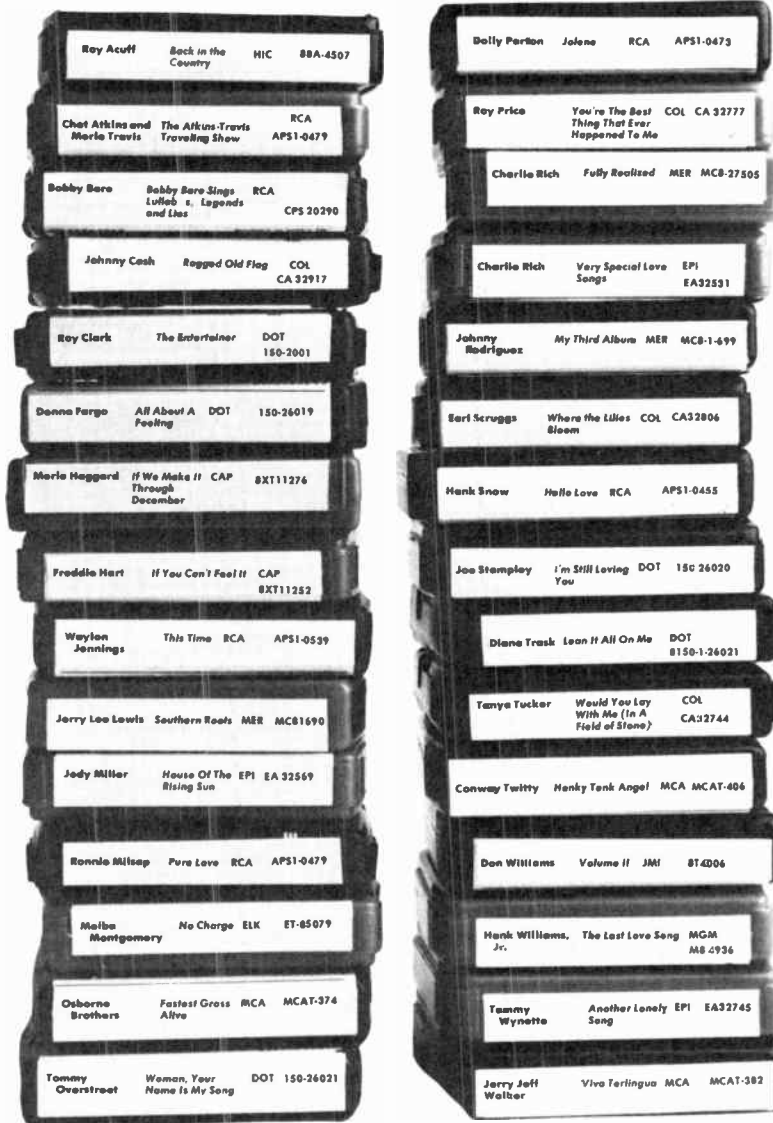 Roy Acuff Back in the HIC 88A-4507
Country
RCA
Chet Atkins and The Atkins-Travis
Merle Travis Traveling Show APS1-0479
Bobby Bare Bobby Bare Sings RCA
Lullab s, Legends
and Lies CPS 20290
Johnny Cash Ragged Old Flag COL
CA 32917
Roy Clark The Entertainer DOT
150-2001
Donna Fargo All About A DOT 150-26019
Feeling
Merle Haggard If We Make It CAP 8XT11276
Through
December
Freddie Hart If You Can't Feel It CAP
8XT11252
Waylon This Time RCA APS1-0539
Jennings
Jerry Lee Lewis Southern Roots MER MC81690
Jody Miller House Of The EPI EA 32569
Rising Sun
Ronnie Milsap Pure Love RCA APS1-0479
Melba No Charge ELK ET-85079
Montgomery
Osborne Fastest Grass MCA MCAT-374
Brothers Alive
Tommy Woman, Your DOT 150-26021
Overstreet Name Is My Song
Dolly Parton Jolene RCA APS1-0473
Ray Price You're The Best COL CA 32777
Thing That Ever
Happened To Me
Charlie Rich Fully Realized MER MC8-27505
Charlie Rich Very Special Love EPI
Songs EA32531
Johnny My Third Album MER MC8-1-699
Rodriguez
Earl Scruggs Where the Lilies COL CA32806
Bloom
Hank Snow Hello Love RCA APS1-0455
Joe Stampley I'm Still Loving DOT 150 26020
You
Diana Trask Lean It All On Me DOT
8150-1-26021
Tanya Tucker Would You Lay COL
With Me (In A
Field of Stone) CA32744
Conway Twitty Honky Tonk Angel MCA MCAT-406
Don Williams Volume II JMI 8T4006
Hank Williams, The Last Love Song MGM
Jr. M8 4936
Tammy Another Lonely EPI EA32745
Wynette Song
Jerry Jeff Viva Terlingua MCA MCAT-382
Walker